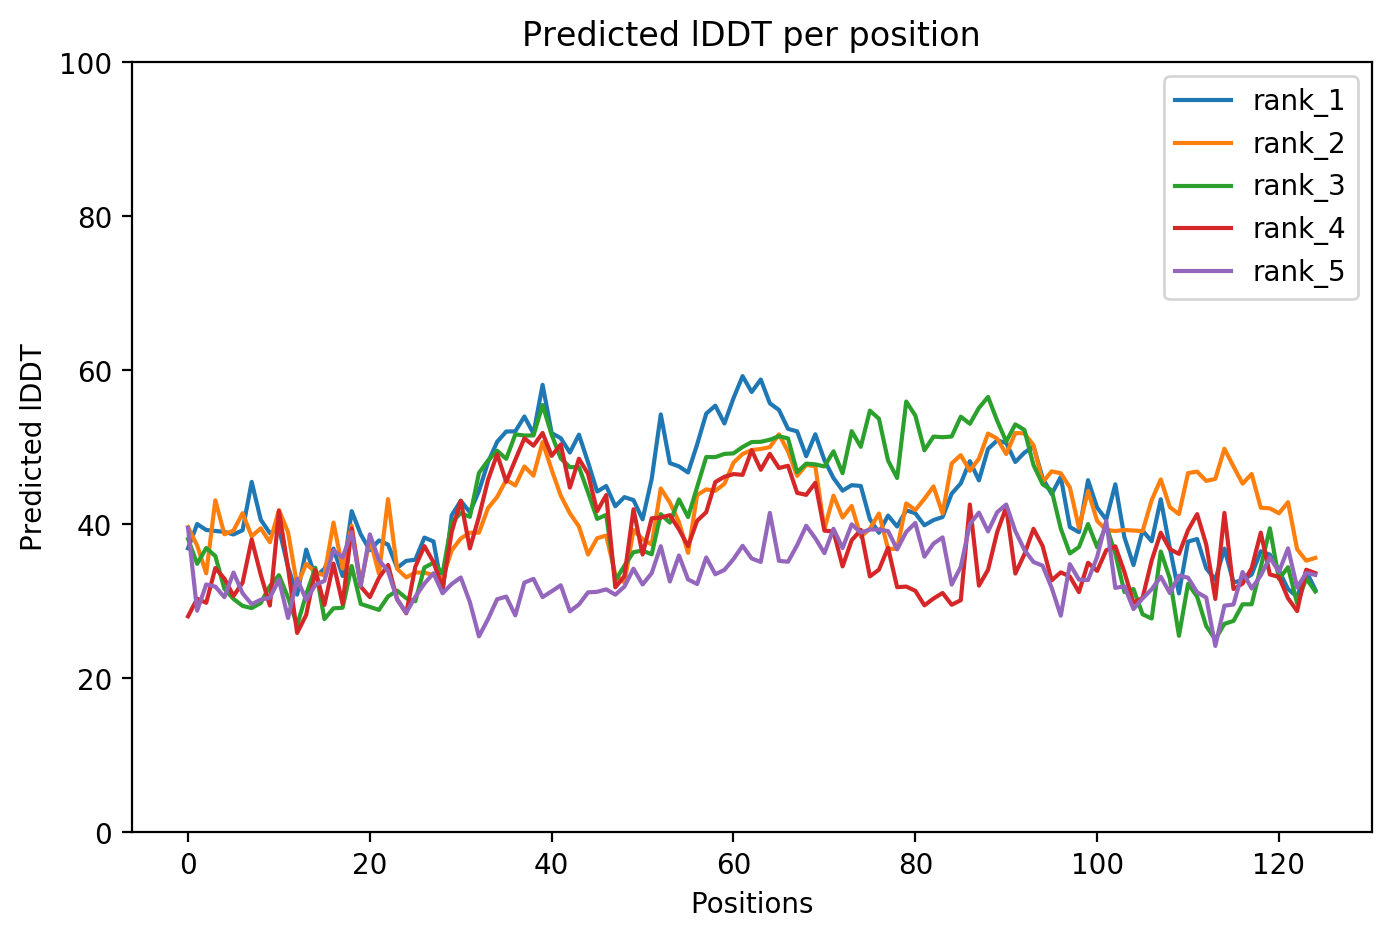 Predicted lDDT per position
100
80
60
40
20
0
Predicted lDDT
0 20 40 60 80 100 120
Positions
rank_1
rank_2
rank_3
rank_4
rank_5